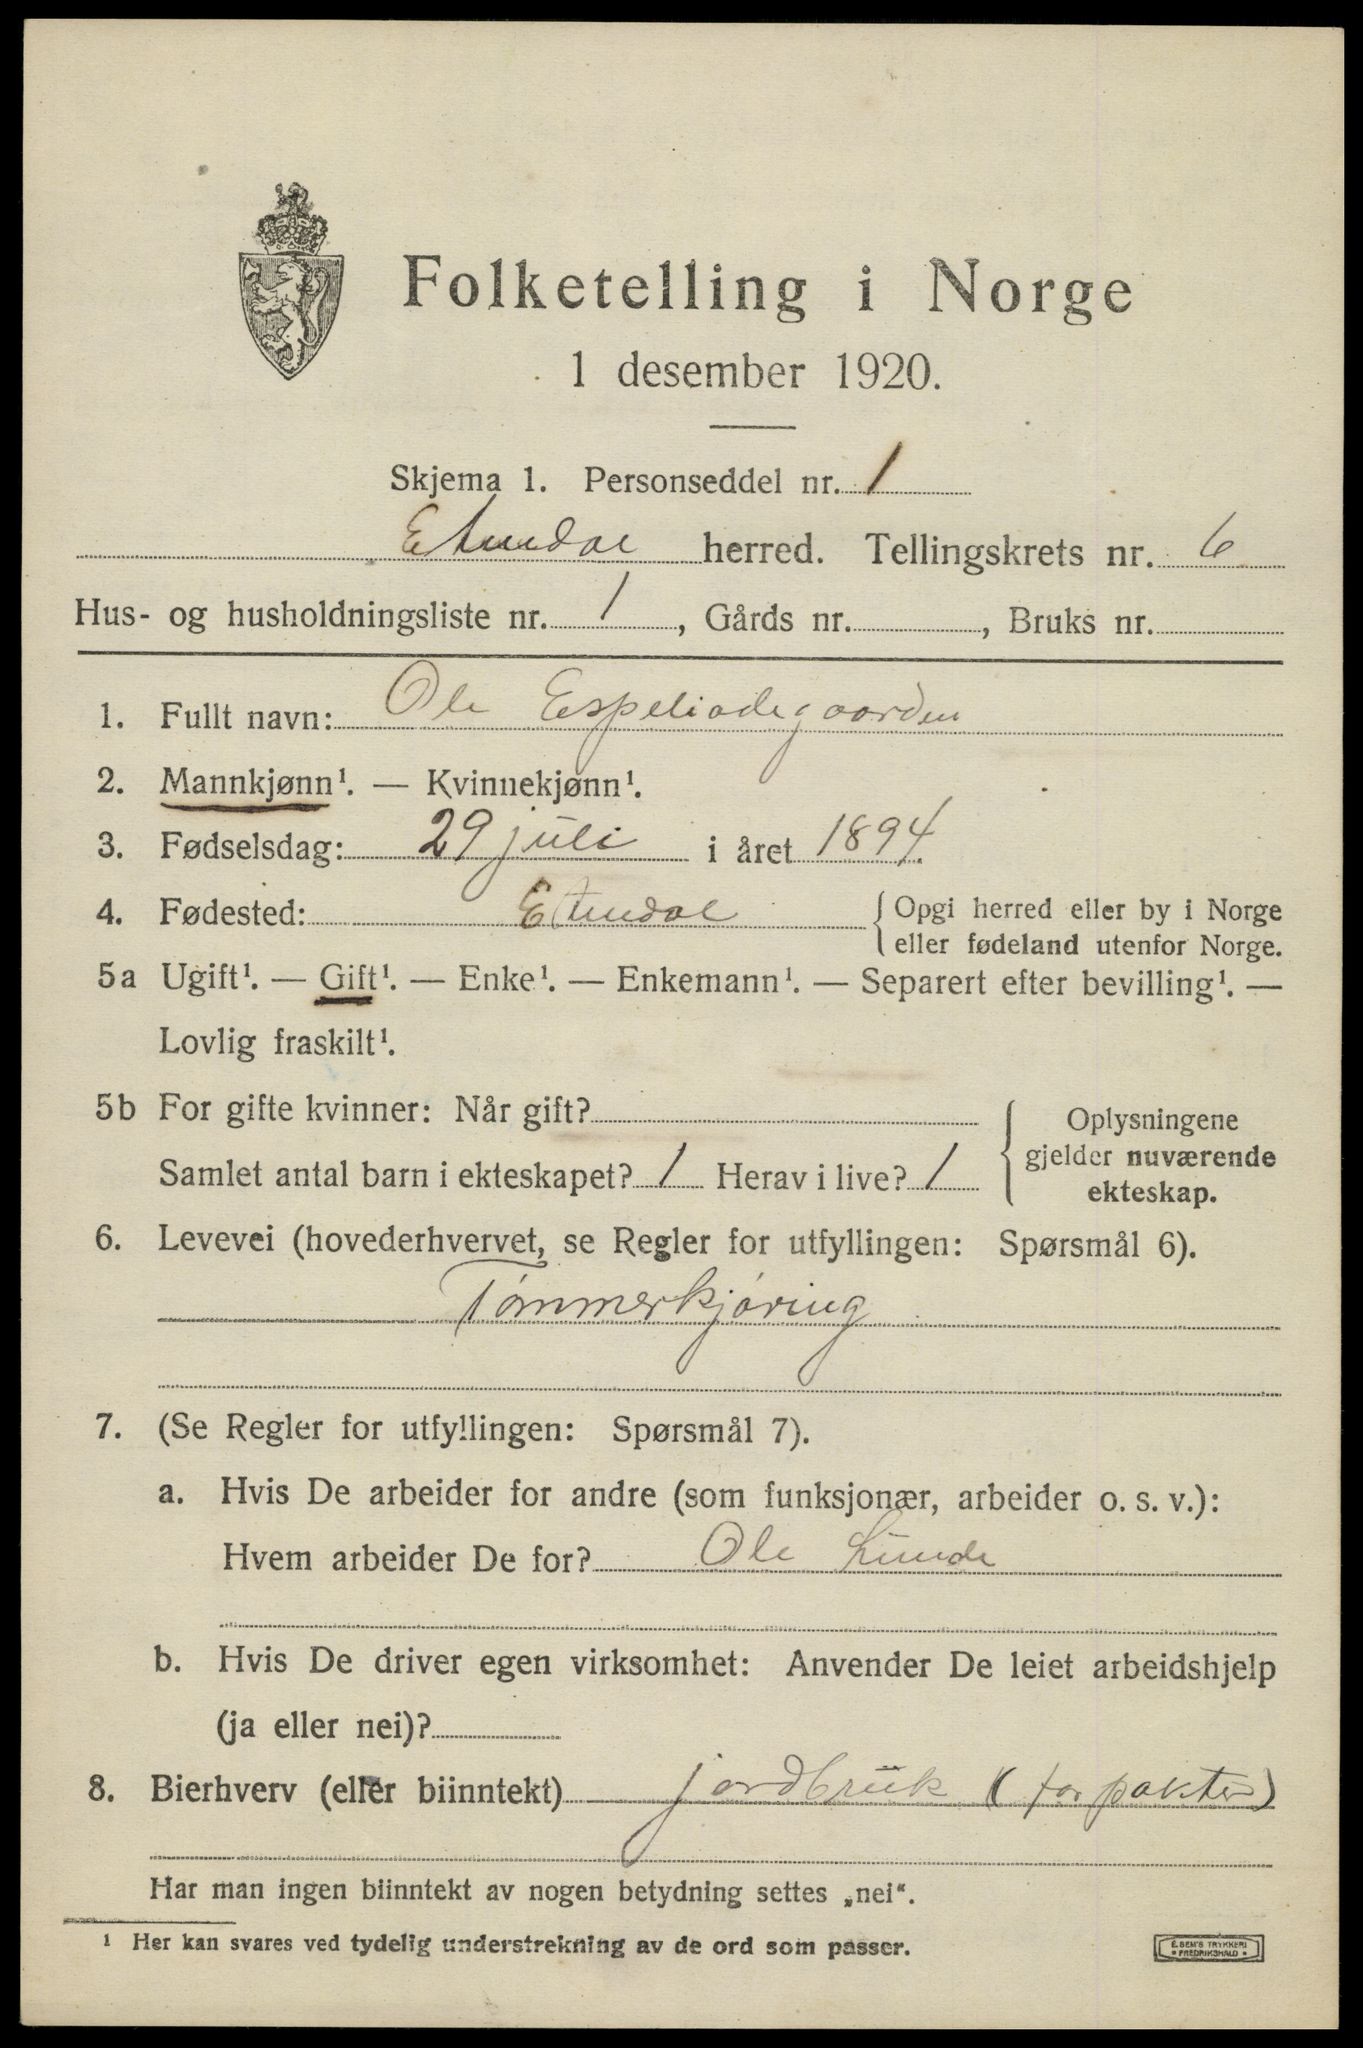 Folketelling i Norge
1 desember 1920.
Skjema 1. Personseddel nr. 1
Etnedal herred. Tellingskrets nr. 6
Hus- og husholdningsliste nr. 1, Gårds nr. , Bruks nr.
1. Fullt navn: Ole Espeliødegaarden
2. Mannkjønn¹. — Kvinnekjønn¹.
3. Fødselsdag: 29 juli i året 1894.
4. Fødested: Etnedal { Opgi herred eller by i Norge
eller fødeland utenfor Norge.
5a Ugift¹. — Gift¹. — Enke¹. — Enkemann¹. — Separert efter bevilling¹. —
Lovlig fraskilt¹.
5b For gifte kvinner: Når gift?
Samlet antal barn i ekteskapet? 1 Herav i live? 1
Oplysningene
gjelder nuværende
ekteskap.
6. Levevei (hovederhvervet, se Regler for utfyllingen: Spørsmål 6).
Tømmerkjøring
7. (Se Regler for utfyllingen: Spørsmål 7).
a. Hvis De arbeider for andre (som funksjonær, arbeider o. s. v.):
Hvem arbeider De for? Ole Lunde
b. Hvis De driver egen virksomhet: Anvender De leiet arbeidshjelp
(ja eller nei)?
8. Bierhverv (eller biinntekt) jordbruk (forpakter)
Har man ingen biinntekt av nogen betydning settes „nei“.
¹ Her kan svares ved tydelig understrekning av de ord som passer.
E. SEM'S TRYKKERI
FREDRIKSHALD